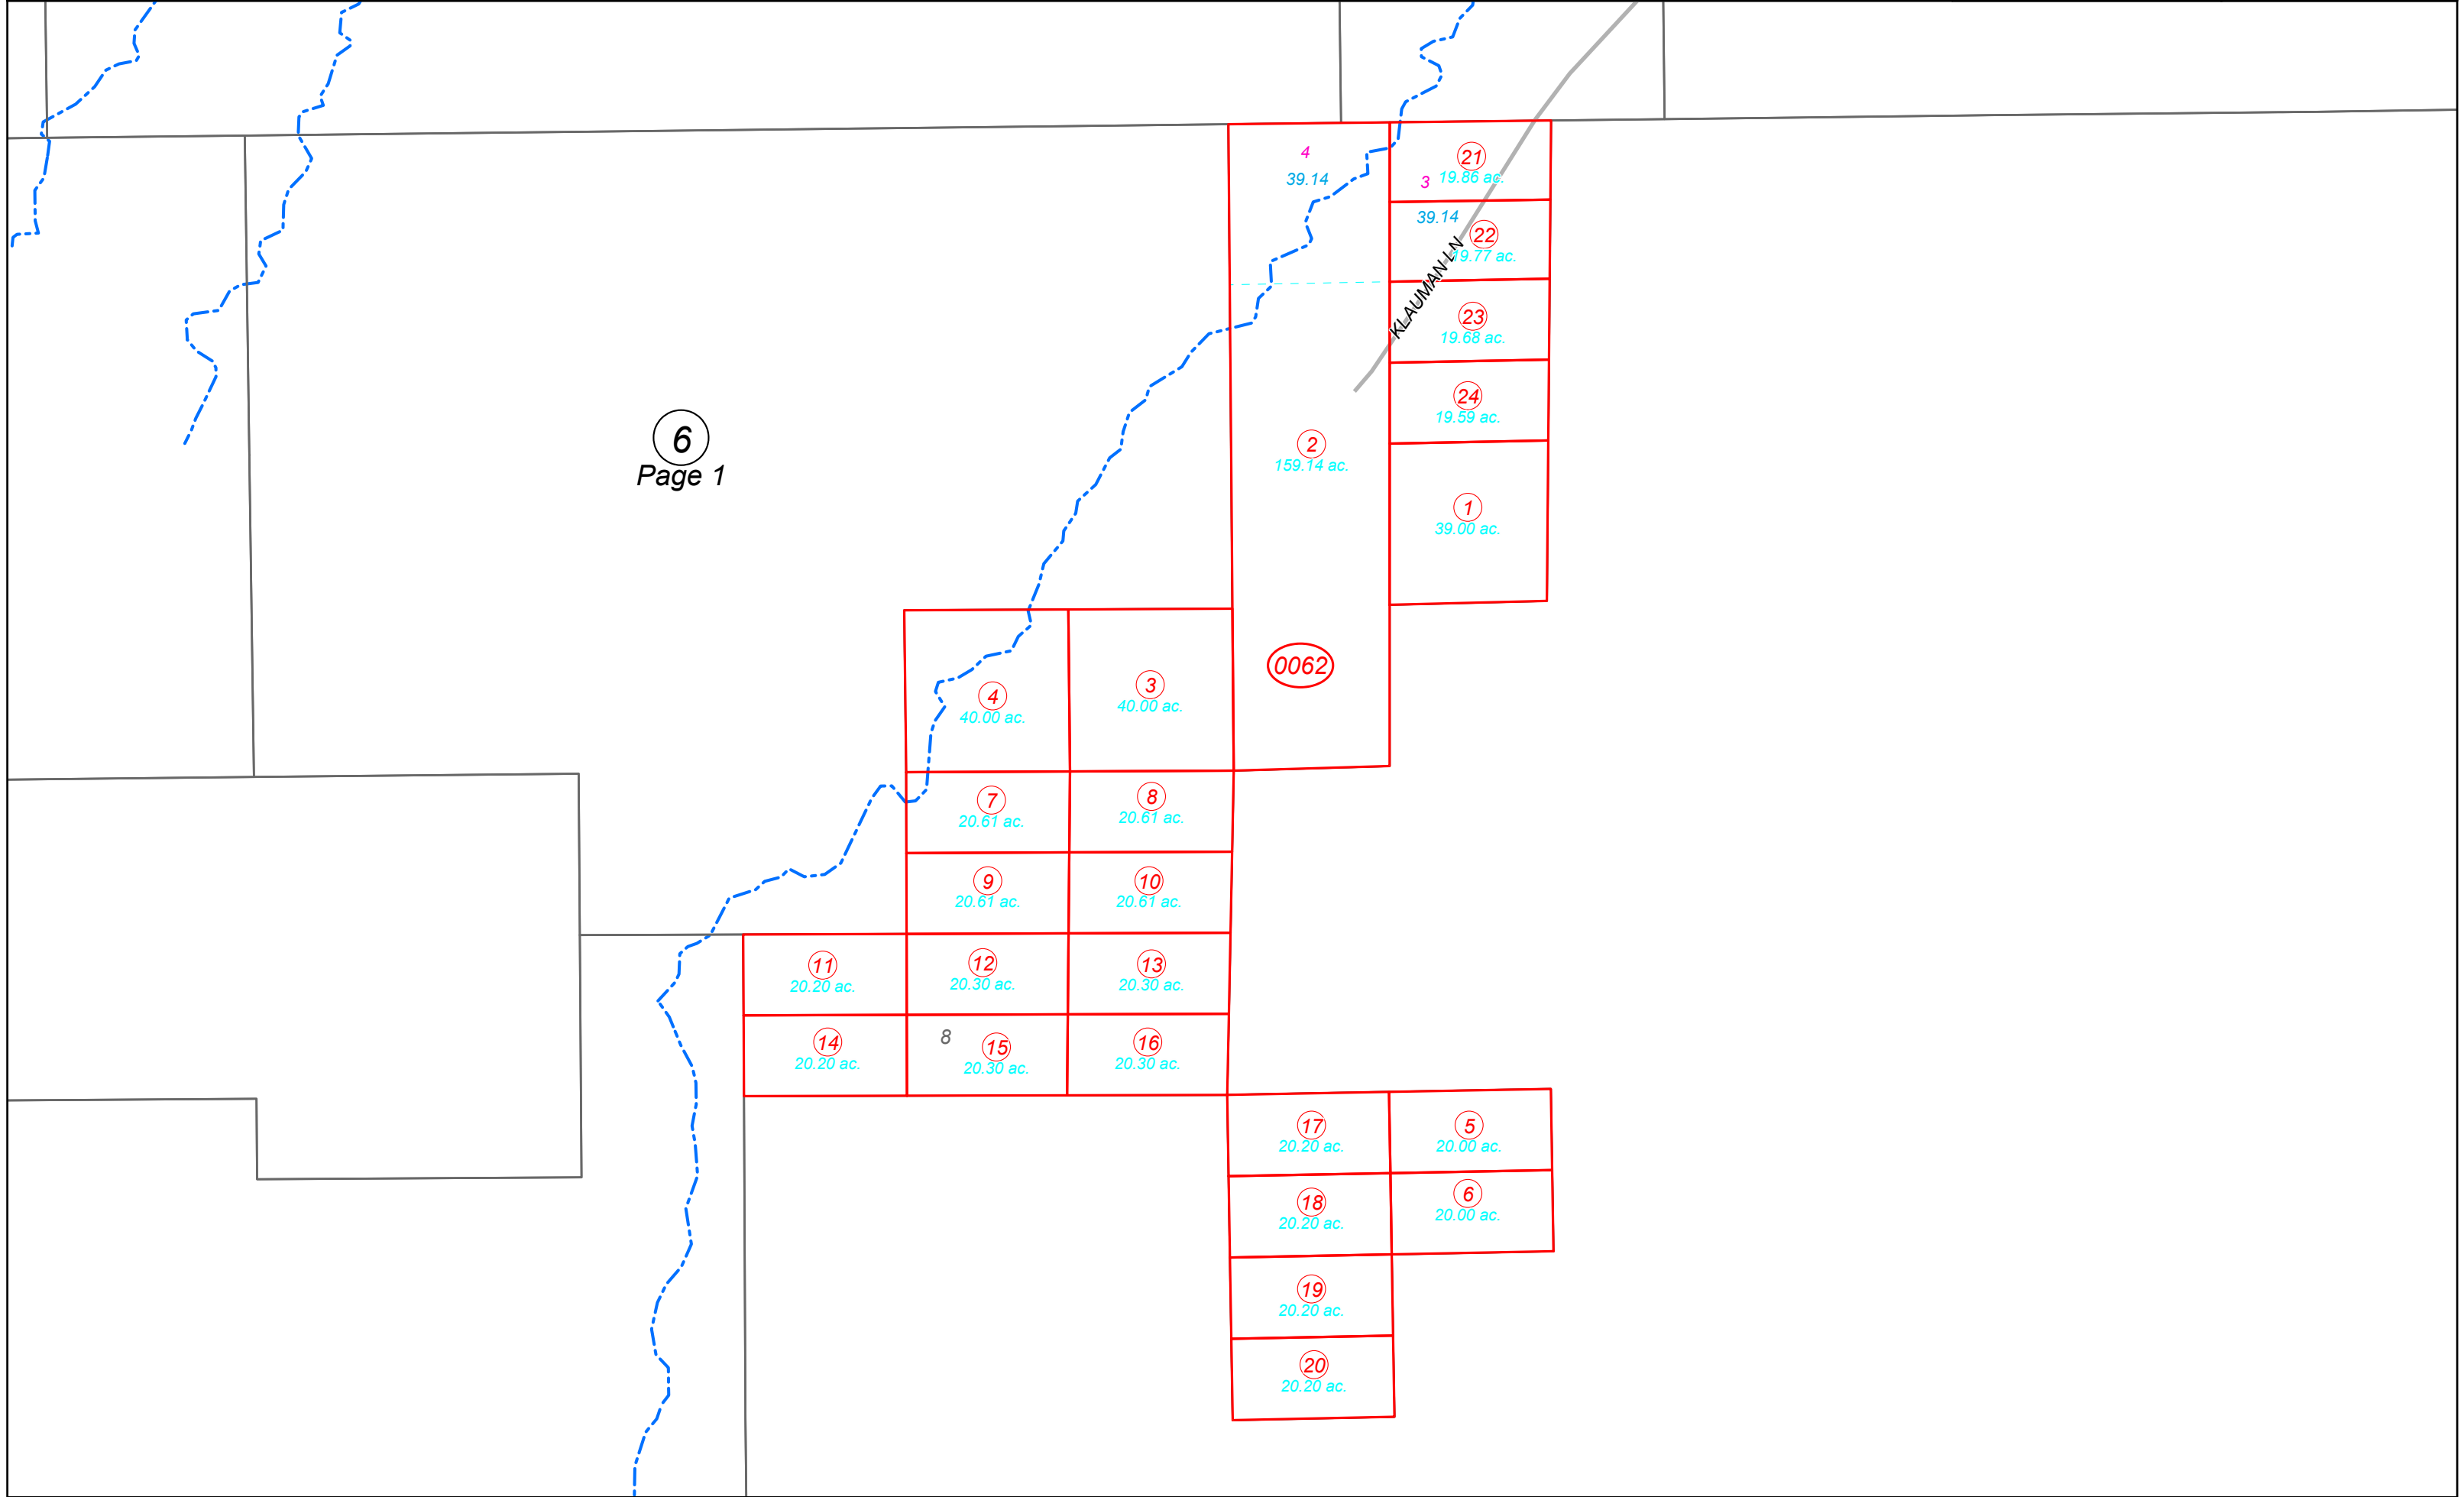 4
39.14
21
3
19.86 ac.
39.14
22
19.77 ac.
KLAUMAN LN
23
19.68 ac.
24
19.59 ac.
6
Page 1
2
159.14 ac.
1
39.00 ac.
0062
4
40.00 ac.
3
40.00 ac.
7
20.61 ac.
8
20.61 ac.
9
20.61 ac.
10
20.61 ac.
11
20.20 ac.
12
20.30 ac.
13
20.30 ac.
14
20.20 ac.
8
15
20.30 ac.
16
20.30 ac.
17
20.20 ac.
5
20.00 ac.
18
20.20 ac.
6
20.00 ac.
19
20.20 ac.
20
20.20 ac.